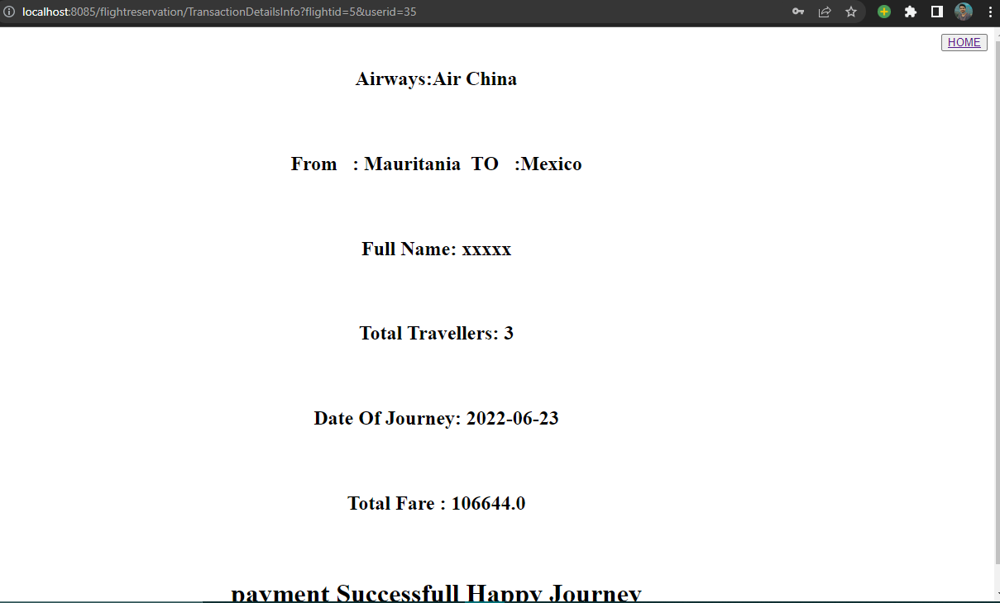 localhost:8085/flightreservation/TransactionDetailsInfo?flightid=5&userid=35
HOME
Airways:Air China
From : Mauritania TO :Mexico
Full Name: xxxxx
Total Travellers: 3
Date Of Journey: 2022-06-23
Total Fare : 106644.0
payment Successfull Happy Journey